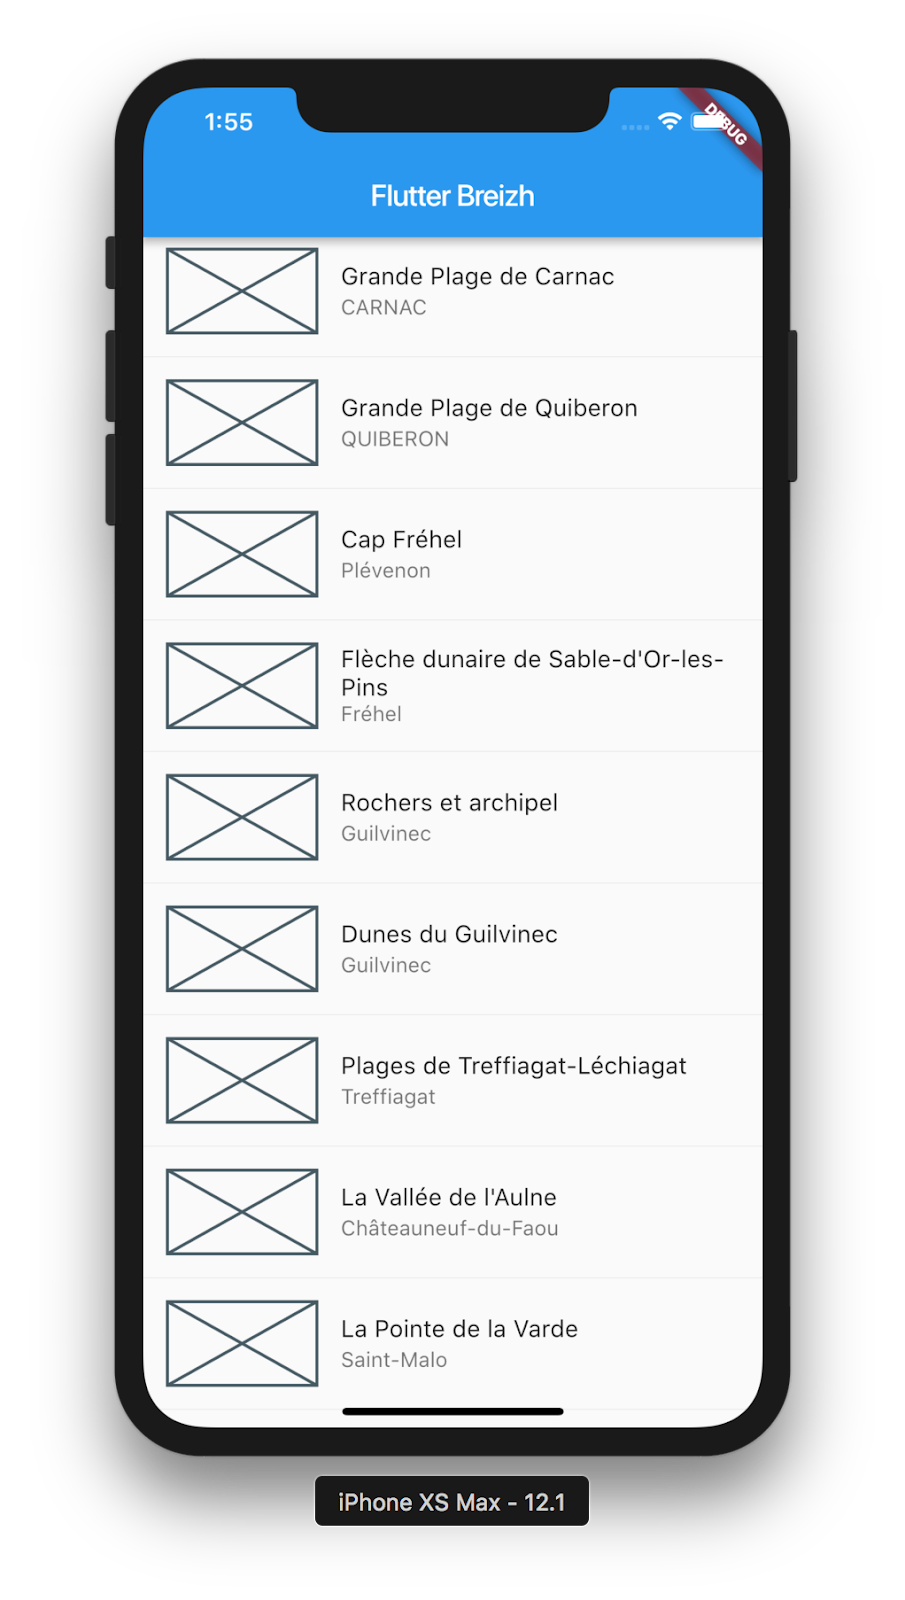 1:55
DEBUG
Flutter Breizh
Grande Plage de Carnac
CARNAC
Grande Plage de Quiberon
QUIBERON
Cap Fréhel
Plévenon
Flèche dunaire de Sable-d'Or-les-
Pins
Fréhel
Rochers et archipel
Guilvinec
Dunes du Guilvinec
Guilvinec
Plages de Treffiagat-Léchiagat
Treffiagat
La Vallée de l'Aulne
Châteauneuf-du-Faou
La Pointe de la Varde
Saint-Malo
iPhone XS Max - 12.1